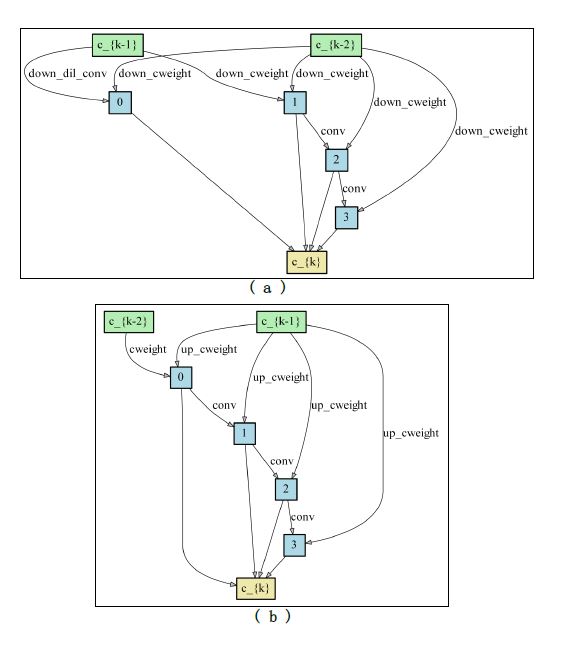 c_{k-1} c_{k-2}
down_dil_conv down_cweight down_cweight down_cweight
0 1 down_cweight
conv down_cweight
2
conv
3
c_{k}
( a )
c_{k-2} c_{k-1}
cweight up_cweight
0 up_cweight
conv up_cweight
1 up_cweight
conv
2
conv
3
c_{k}
( b )